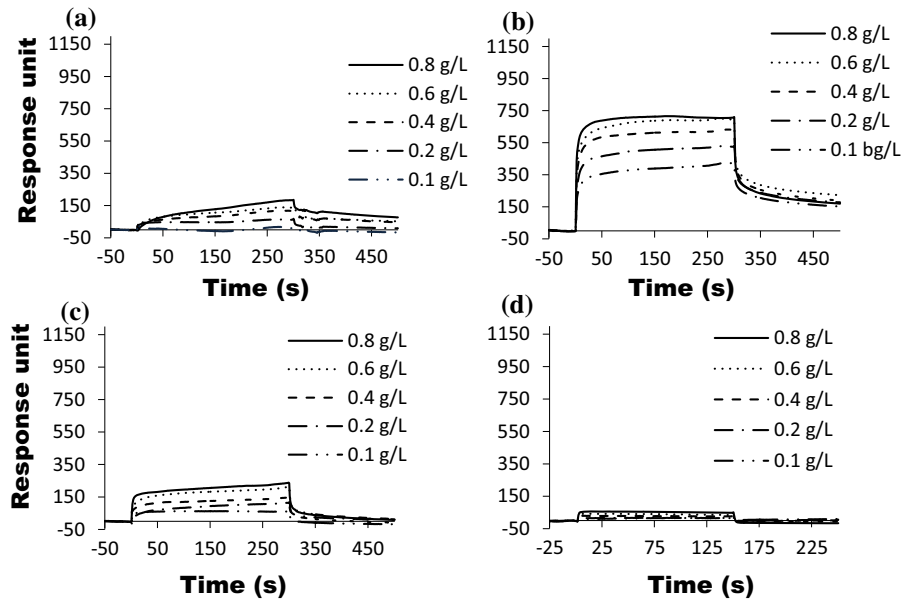 (a)
Response unit
1150
950
750
550
350
150
-50
-50 50 150 250 350 450
Time (s)
0.8 g/L
0.6 g/L
0.4 g/L
0.2 g/L
0.1 g/L
(b)
1150
950
750
550
350
150
-50
-50 50 150 250 350 450
Time (s)
0.8 g/L
0.6 g/L
0.4 g/L
0.2 g/L
0.1 bg/L
(c)
Response unit
1150
950
750
550
350
150
-50
-50 50 150 250 350 450
Time (s)
0.8 g/L
0.6 g/L
0.4 g/L
0.2 g/L
0.1 g/L
(d)
1150
950
750
550
350
150
-50
-25 25 75 125 175 225
Time (s)
0.8 g/L
0.6 g/L
0.4 g/L
0.2 g/L
0.1 g/L